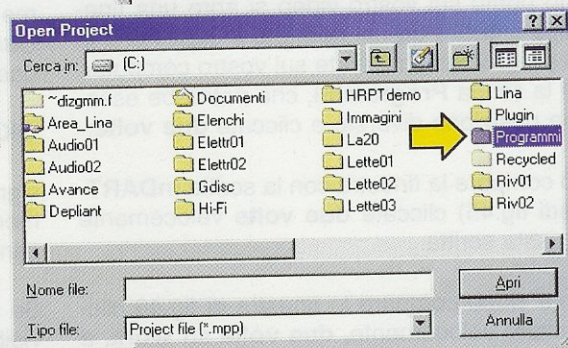 Open Project
Cerca in: (C:)
~dizgmm.f
Area_Lina
Audio01
Audio02
Avance
Depliant
Documenti
Elenchi
Elettr01
Elettr02
Gdisc
Hi-Fi
HRPTdemo
Immagini
La20
Lette01
Lette02
Lette03
Lina
Plugin
Programmi
Recycled
Riv01
Riv02
Nome file:
Apri
Tipo file: Project file (*.mpp)
Annulla